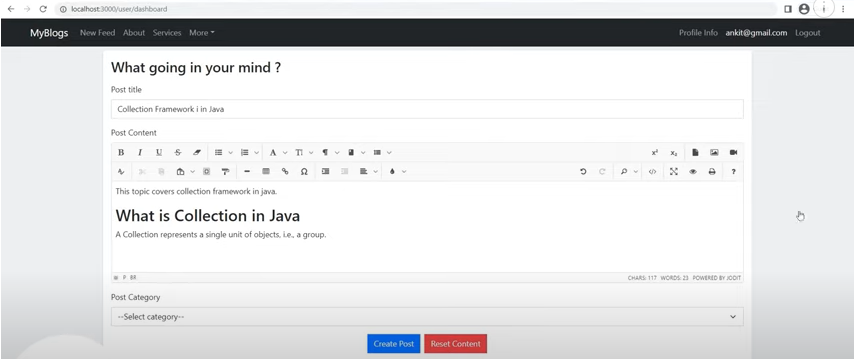 localhost:3000/user/dashboard
MyBlogs New Feed About Services More Profile Info ankit@gmail.com Logout
What going in your mind ?
Post title
Collection Framework i in Java
Post Content
This topic covers collection framework in java.
What is Collection in Java
A Collection represents a single unit of objects, i.e., a group.
P BR CHARS: 117 WORDS: 23 POWERED BY JODIT
Post Category
--Select category--
Create Post Reset Content